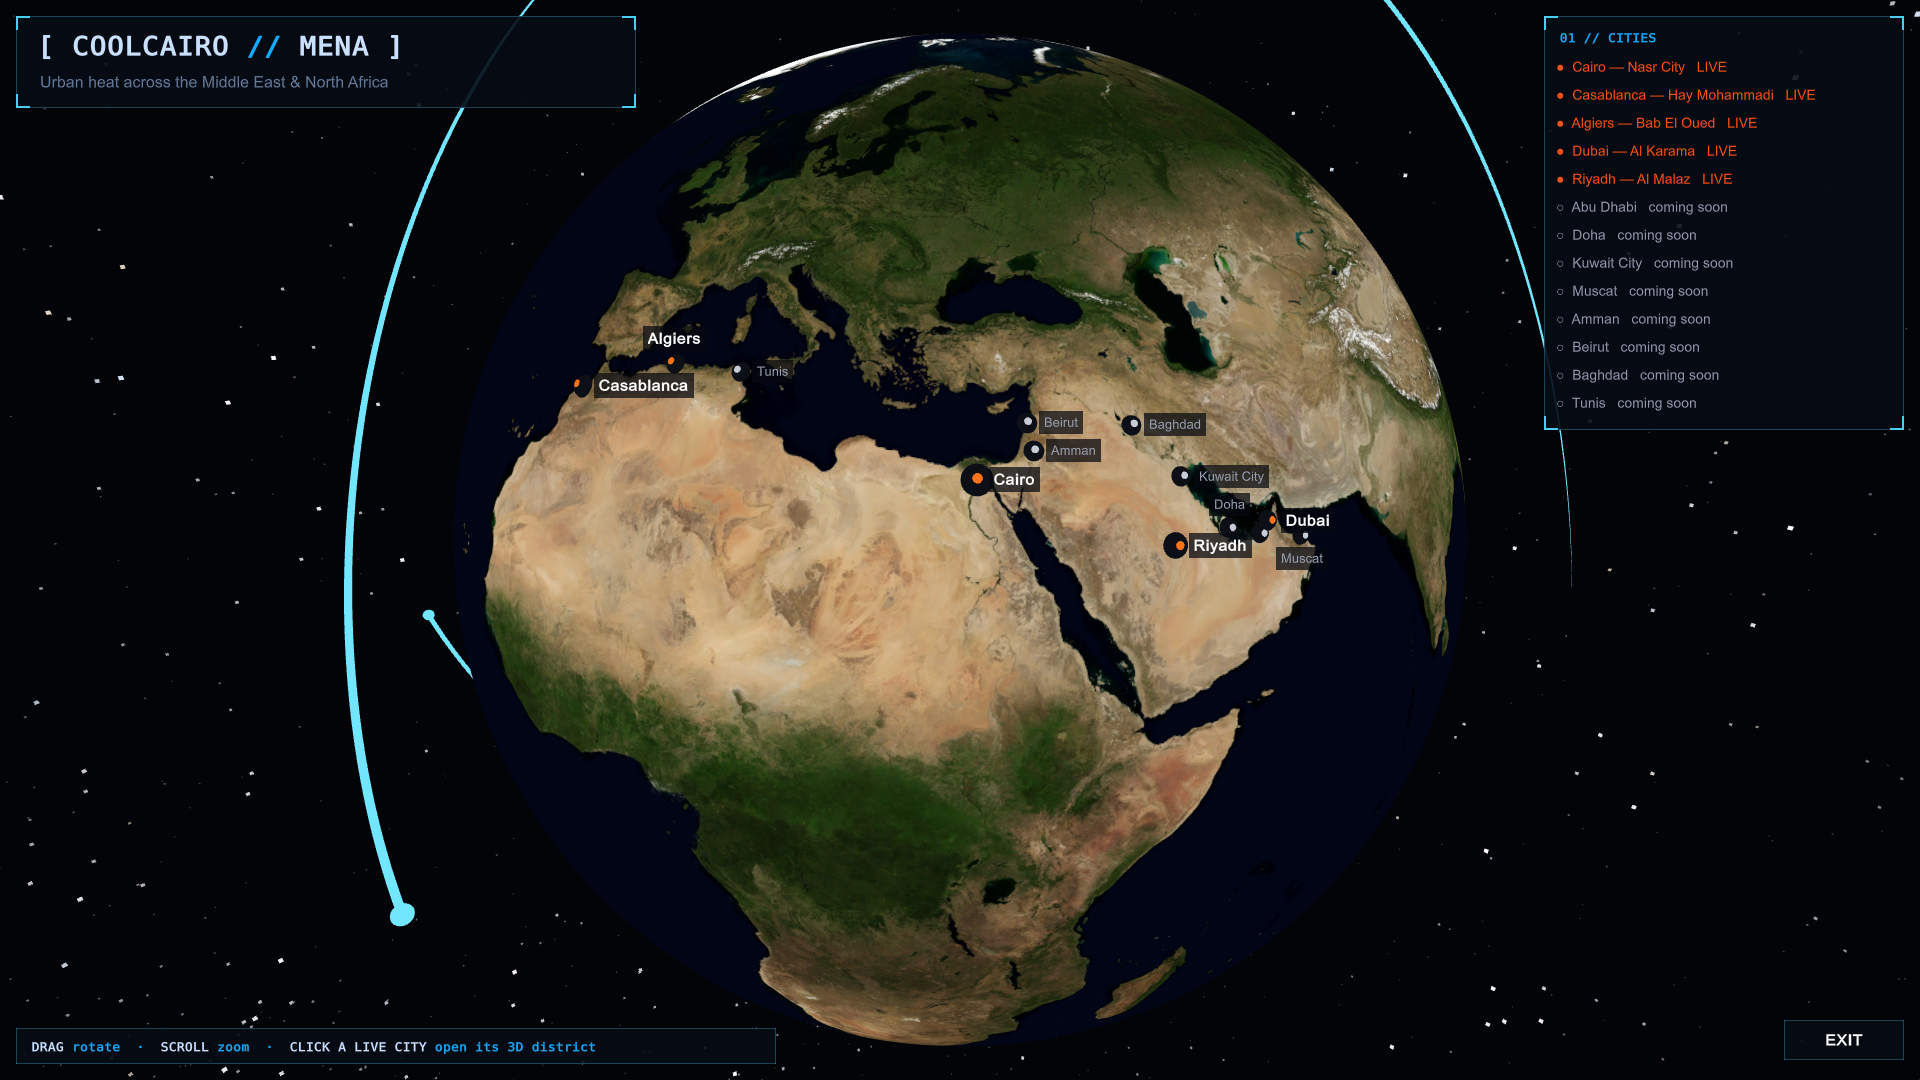 [ COOLCAIRO // MENA ]
Urban heat across the Middle East & North Africa
01 // CITIES
● Cairo — Nasr City LIVE
● Casablanca — Hay Mohammadi LIVE
● Algiers — Bab El Oued LIVE
● Dubai — Al Karama LIVE
● Riyadh — Al Malaz LIVE
○ Abu Dhabi coming soon
○ Doha coming soon
○ Kuwait City coming soon
○ Muscat coming soon
○ Amman coming soon
○ Beirut coming soon
○ Baghdad coming soon
○ Tunis coming soon
Algiers
Tunis
Casablanca
Beirut
Baghdad
Amman
Cairo
Kuwait City
Doha
Dubai
Riyadh
Muscat
DRAG rotate · SCROLL zoom · CLICK A LIVE CITY open its 3D district
EXIT